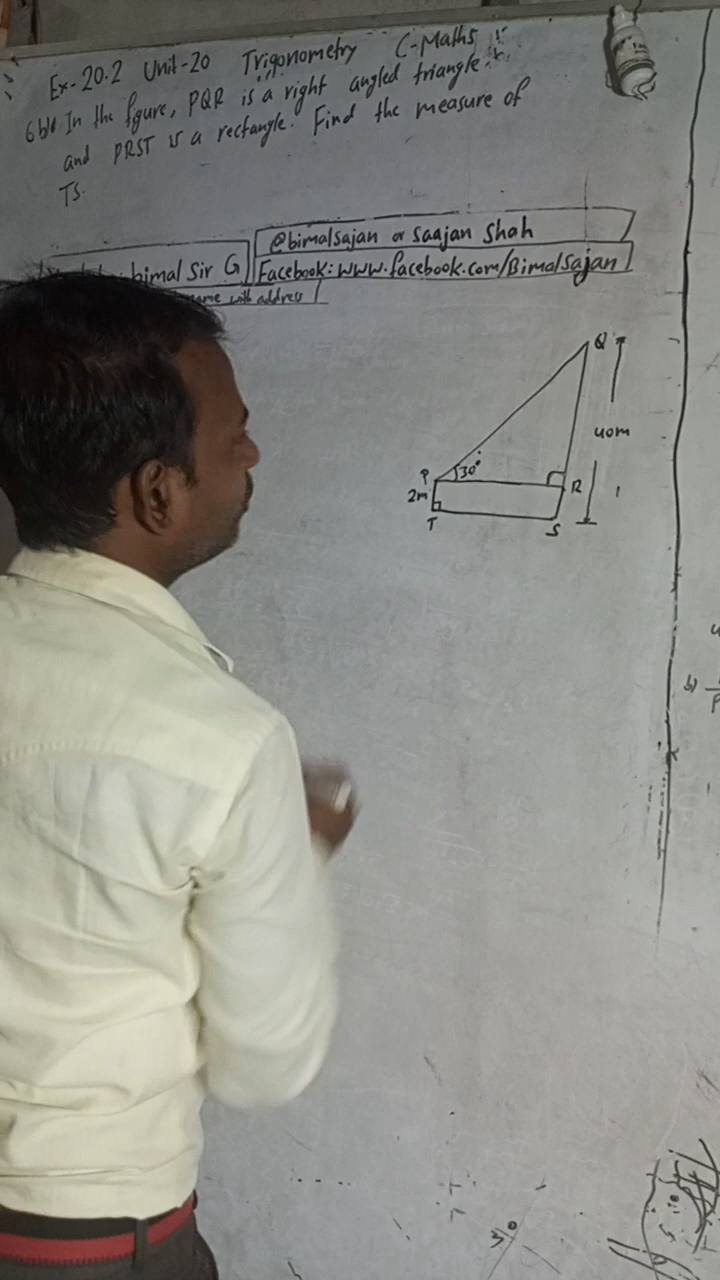 Ex-20.2 Unit-20 Trigonometry C-Maths
6 b) In the fgure, PQR is a right angled triangle
and PRST is a rectangle. Find the measure of
TS.
@bimalsajan or Saajan Shah
bimal Sir G
Facebook: www.facebook.com/Bimalsajan
with address
Q
40m
P
30°
R
2m
T
S
b)